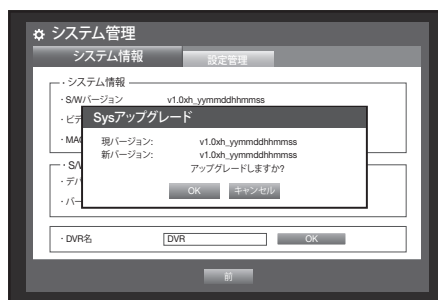 システム管理
システム情報 設定管理
・システム情報
・S/Wバージョン v1.0xh_yymmddhhmmss
・ビデ
・MAC
Sysアップグレード
現バージョン: v1.0xh_yymmddhhmmss
新バージョン: v1.0xh_yymmddhhmmss
アップグレードしますか?
OK キャンセル
・S/
・デバ
・バー
・DVR名 DVR OK
前